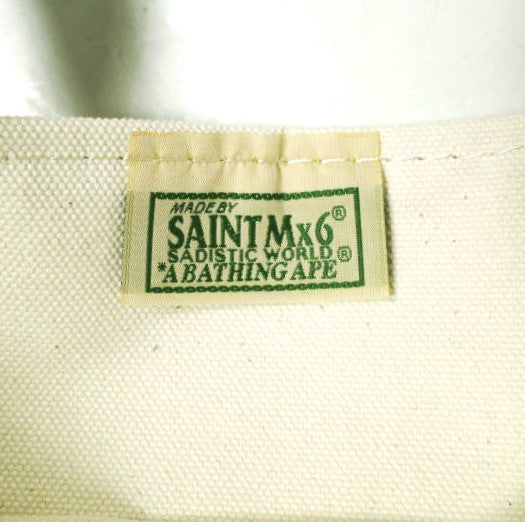 MADE BY
SAINT Mx6®
SADISTIC WORLD®
*A BATHING APE